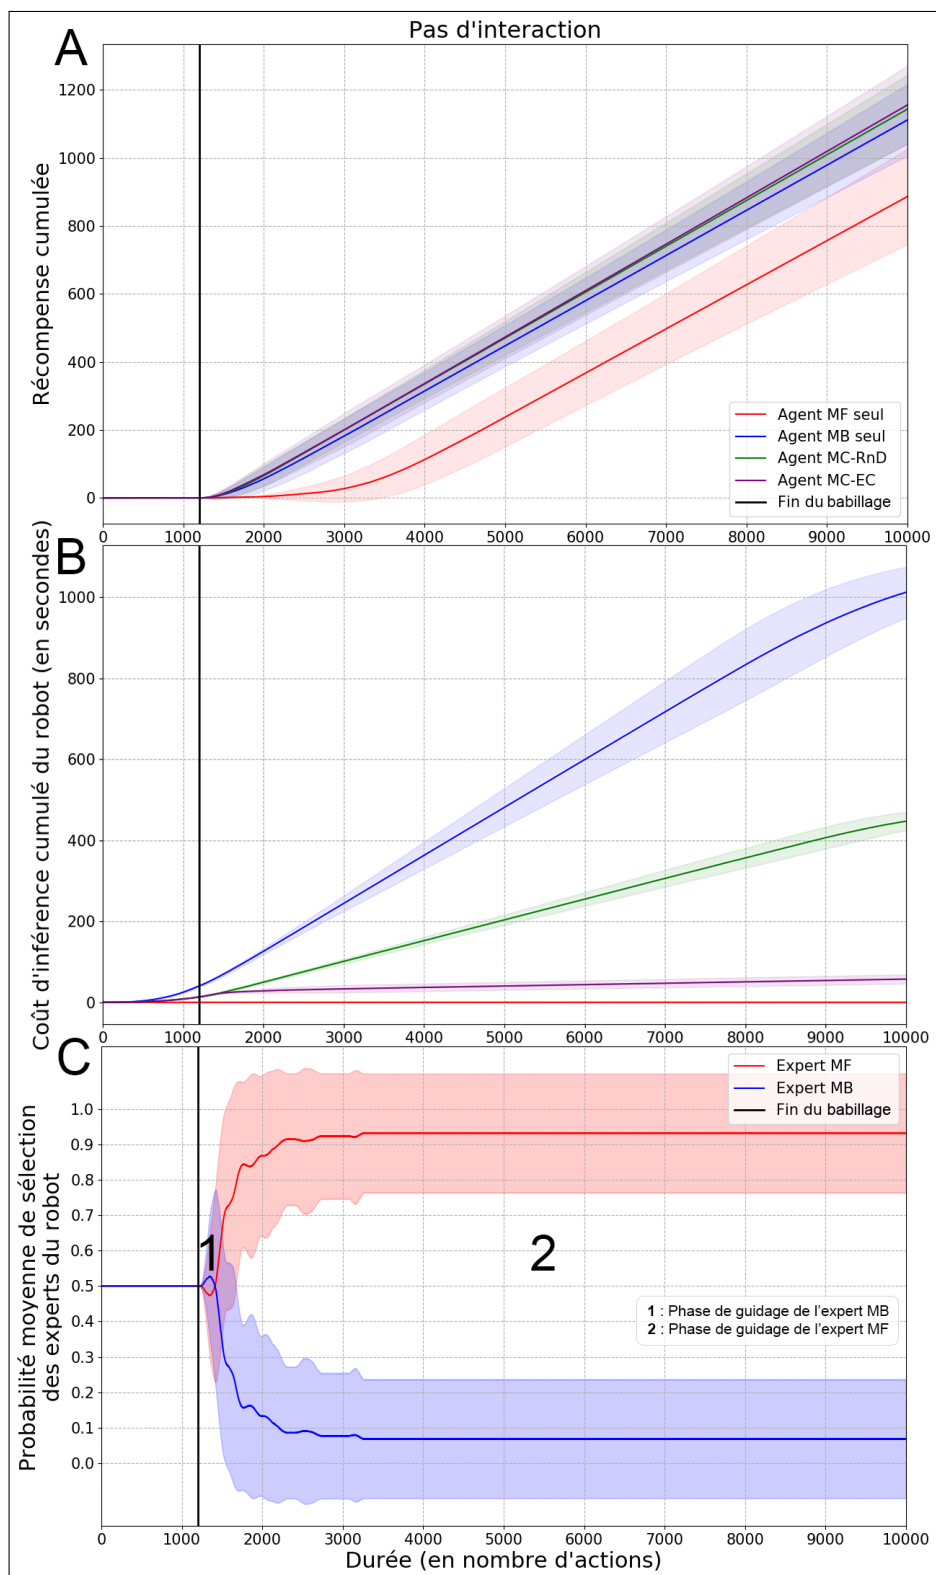 Pas d'interaction
A
Récompense cumulée
1200
1000
800
600
400
200
0
Agent MF seul
Agent MB seul
Agent MC-RnD
Agent MC-EC
Fin du babillage
0 1000 2000 3000 4000 5000 6000 7000 8000 9000 10000
B
Coût d'inférence cumulé du robot (en secondes)
1000
800
600
400
200
0
0 1000 2000 3000 4000 5000 6000 7000 8000 9000 10000
C
Probabilité moyenne de sélection
des experts du robot
1.0
0.9
0.8
0.7
0.6
0.5
0.4
0.3
0.2
0.1
0.0
Expert MF
Expert MB
Fin du babillage
1
2
1 : Phase de guidage de l'expert MB
2 : Phase de guidage de l'expert MF
0 1000 2000 3000 4000 5000 6000 7000 8000 9000 10000
Durée (en nombre d'actions)